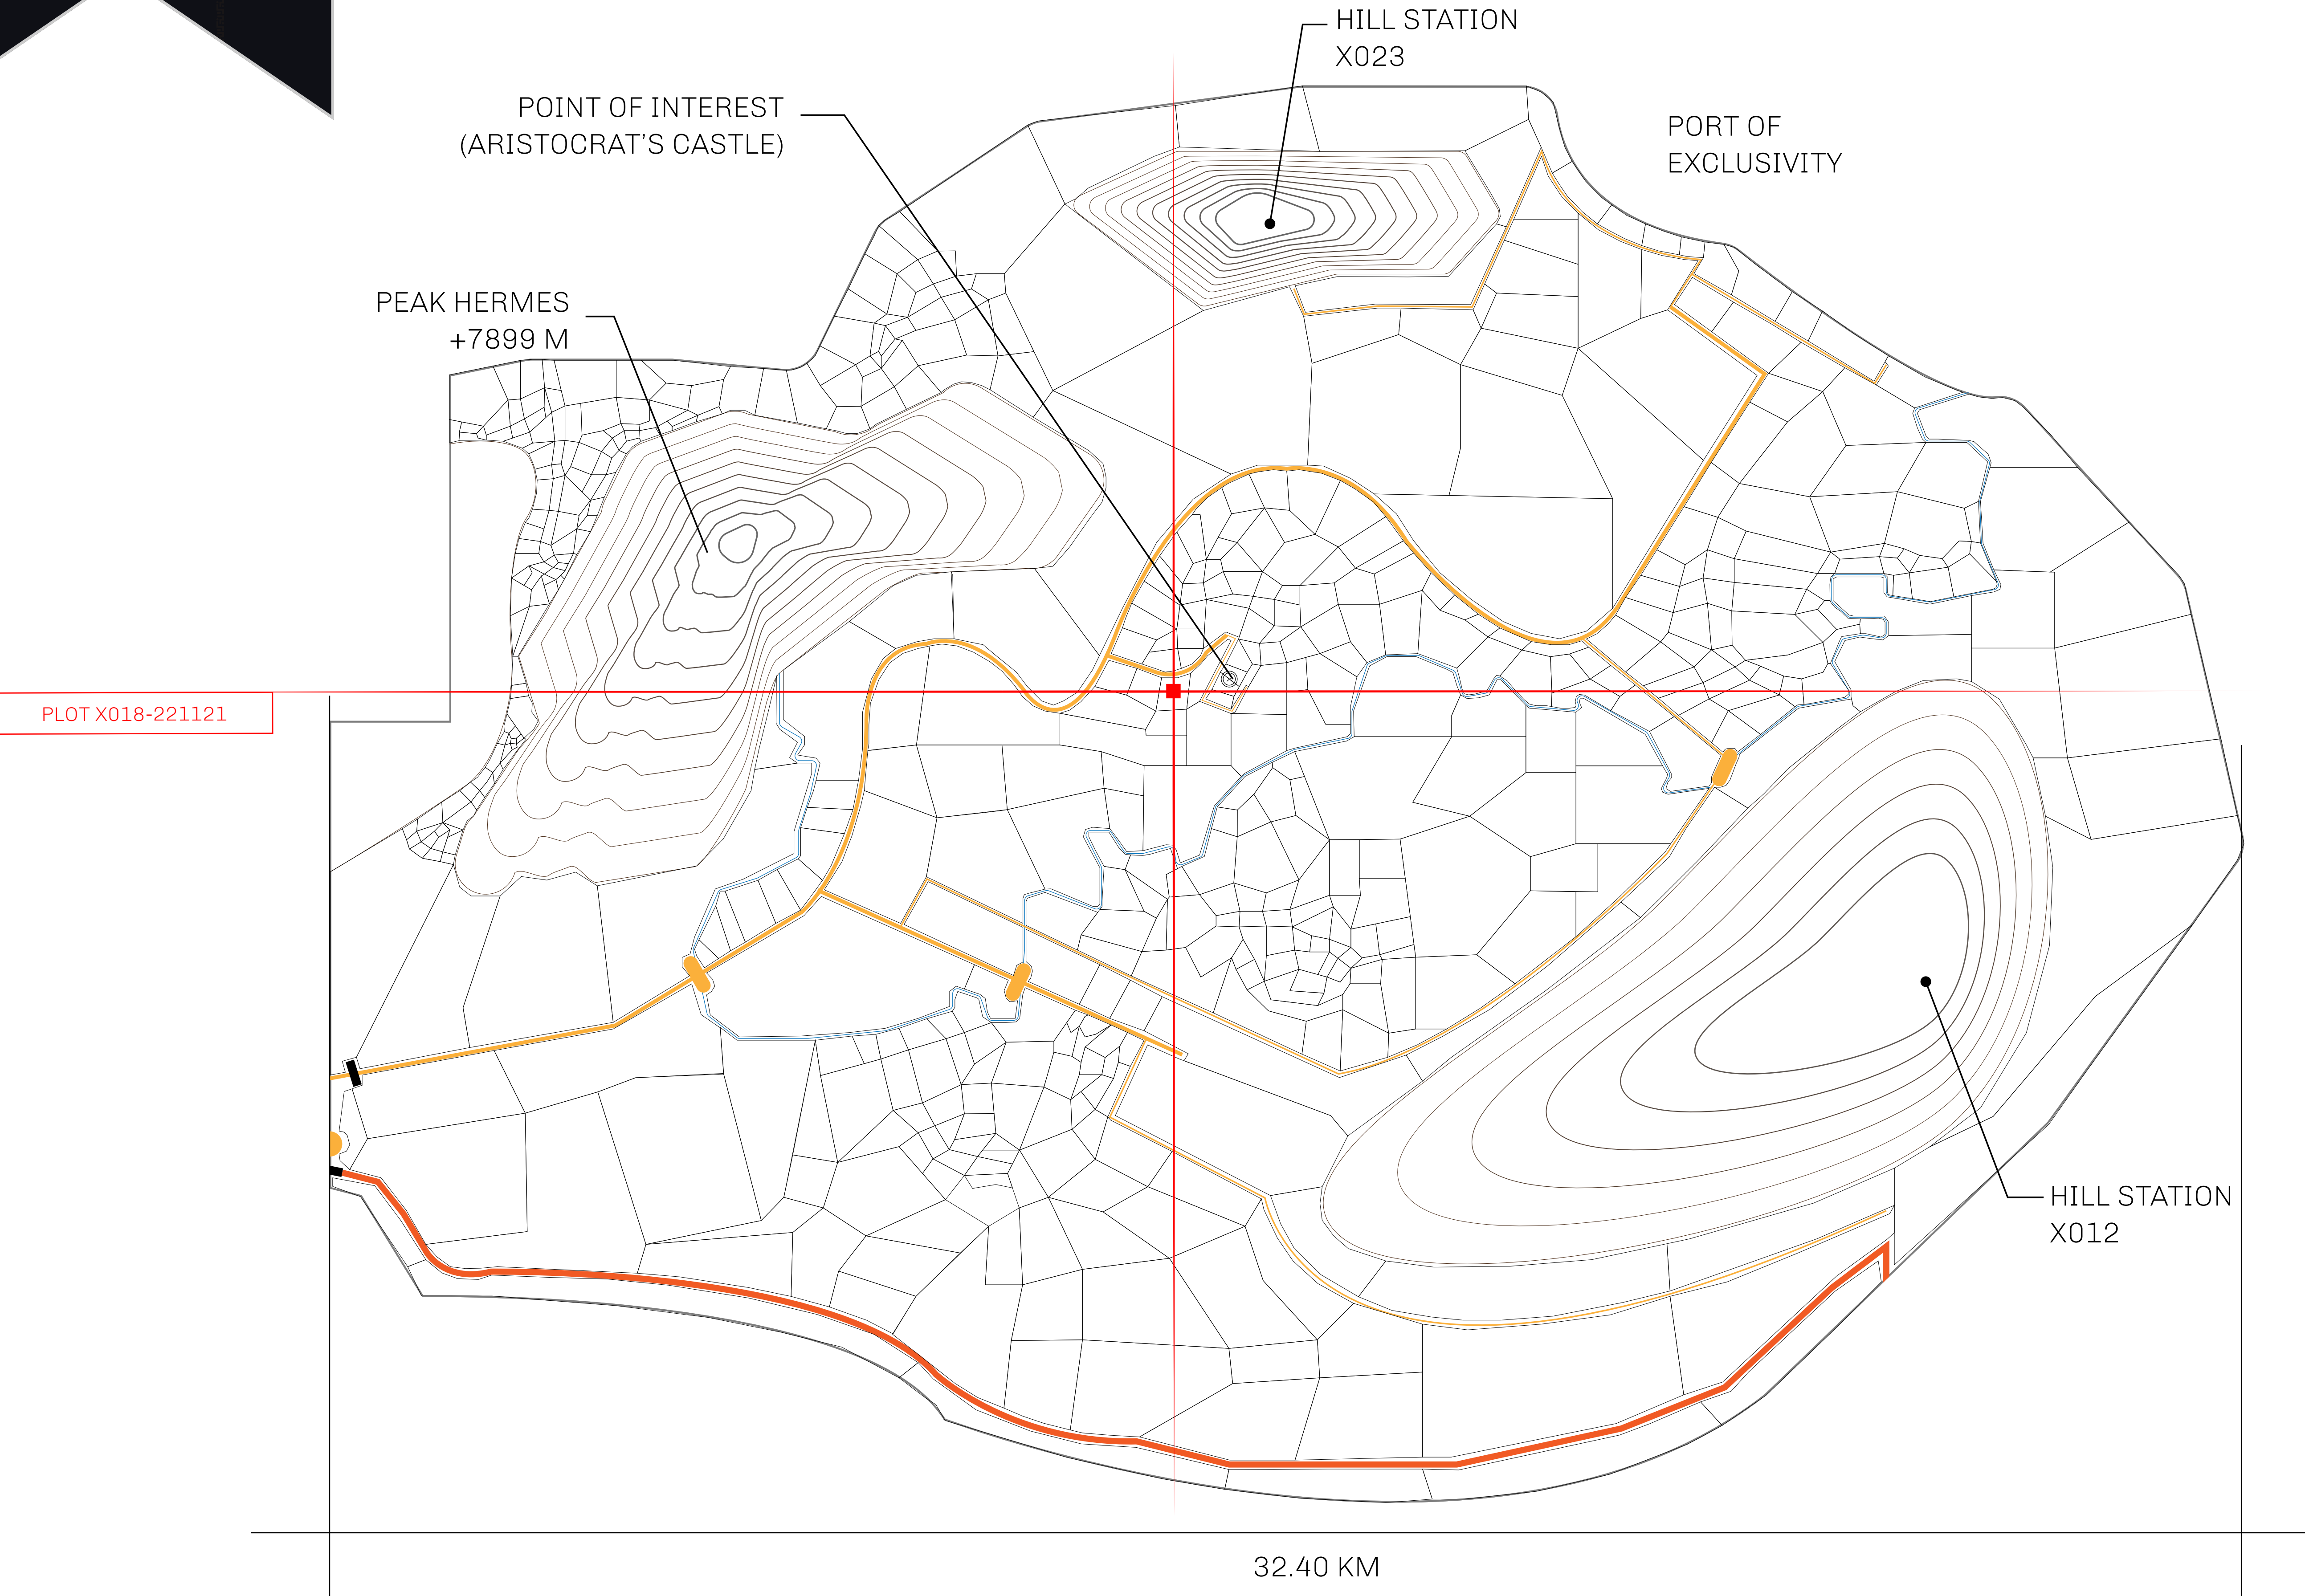 HILL STATION
X023
POINT OF INTEREST
(ARISTOCRAT'S CASTLE)
PORT OF
EXCLUSIVITY
PEAK HERMES
+7899 M
PLOT X018-221121
HILL STATION
X012
32.40 KM